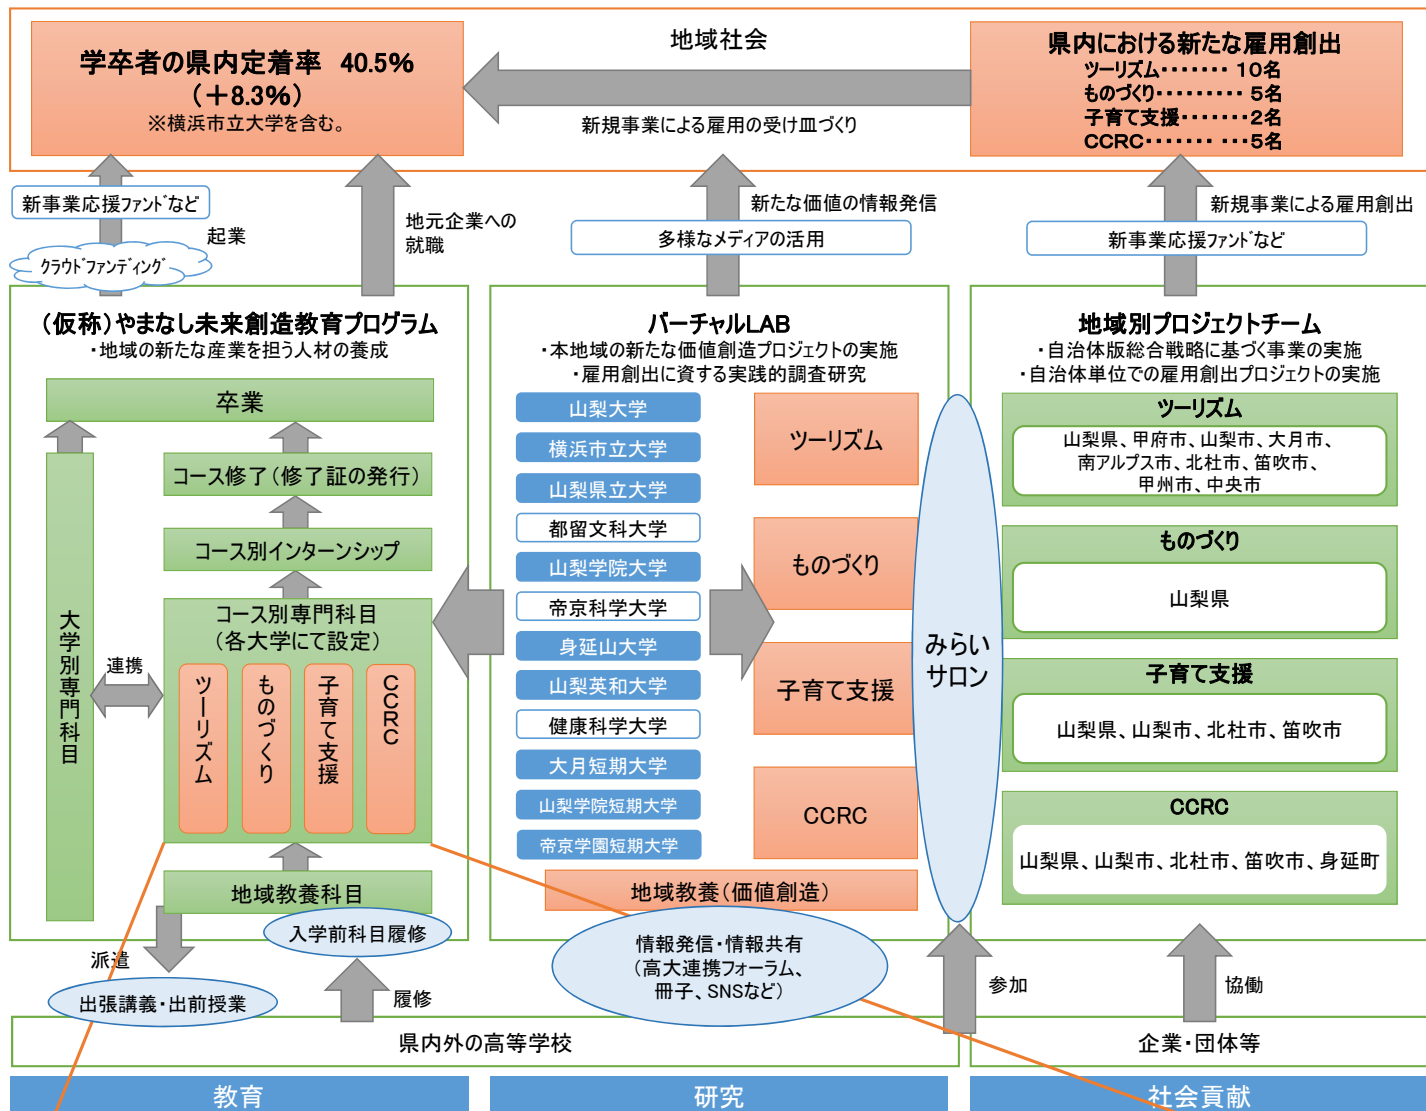 地域社会
学卒者の県内定着率 40.5%
(+8.3%)
※横浜市立大学を含む。
新規事業による雇用の受け皿づくり
県内における新たな雇用創出
ツーリズム・・・・・・・ 10名
ものづくり・・・・・・・・・ 5名
子育て支援・・・・・・・2名
CCRC・・・・・・・ ・・・5名
新事業応援ファンドなど
起業
クラウドファンディング
地元企業への
就職
新たな価値の情報発信
多様なメディアの活用
新規事業による雇用創出
新事業応援ファンドなど
(仮称)やまなし未来創造教育プログラム
・地域の新たな産業を担う人材の養成
卒業
コース修了(修了証の発行)
コース別インターンシップ
コース別専門科目
(各大学にて設定)
ツーリズム
ものづくり
子育て支援
CCRC
大学別専門科目
連携
地域教養科目
入学前科目履修
派遣
出張講義・出前授業
履修
バーチャルLAB
・本地域の新たな価値創造プロジェクトの実施
・雇用創出に資する実践的調査研究
山梨大学
横浜市立大学
山梨県立大学
都留文科大学
山梨学院大学
帝京科学大学
身延山大学
山梨英和大学
健康科学大学
大月短期大学
山梨学院短期大学
帝京学園短期大学
ツーリズム
ものづくり
子育て支援
CCRC
地域教養(価値創造)
みらい
サロン
情報発信・情報共有
(高大連携フォーラム、
冊子、SNSなど)
参加
地域別プロジェクトチーム
・自治体版総合戦略に基づく事業の実施
・自治体単位での雇用創出プロジェクトの実施
ツーリズム
山梨県、甲府市、山梨市、大月市、
南アルプス市、北杜市、笛吹市、
甲州市、中央市
ものづくり
山梨県
子育て支援
山梨県、山梨市、北杜市、笛吹市
CCRC
山梨県、山梨市、北杜市、笛吹市、身延町
協働
県内外の高等学校
企業・団体等
教育
研究
社会貢献